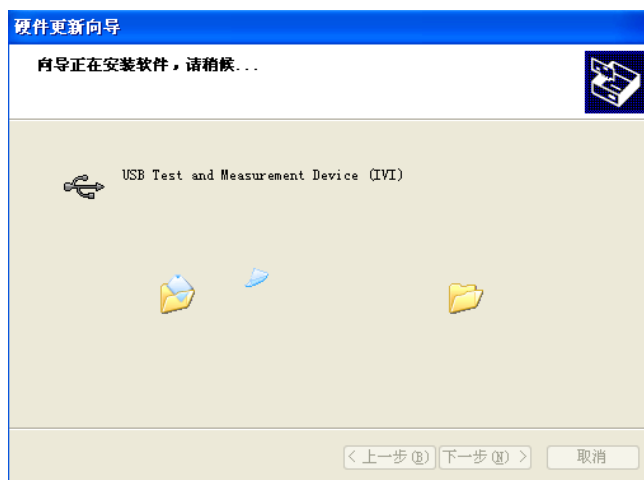 硬件更新向导
向导正在安装软件，请稍候...
USB Test and Measurement Device (IVI)
< 上一步(B) 下一步(N) > 取消